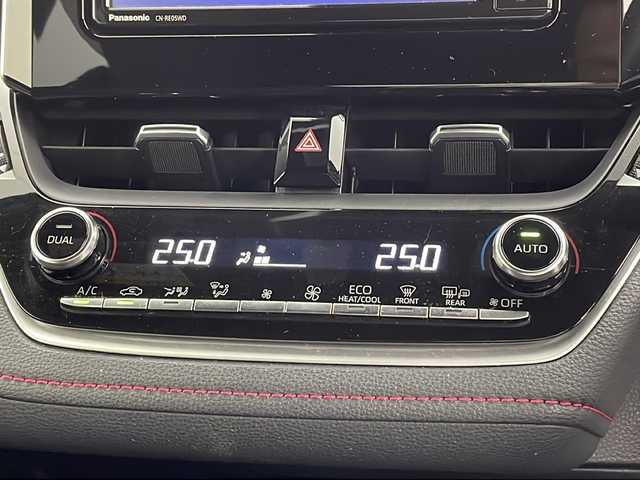 Panasonic CN-RE05WD
DUAL 25.0 25.0 AUTO
A/C ECO HEAT/COOL FRONT REAR OFF